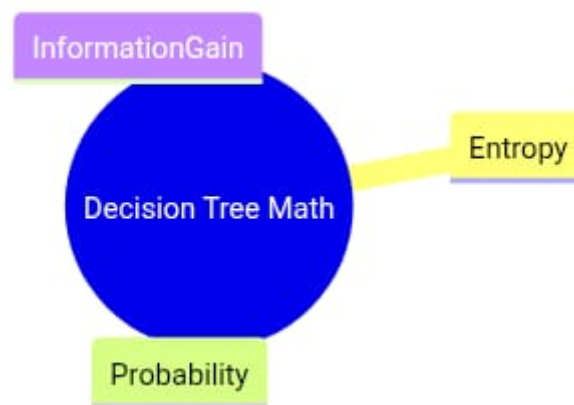 InformationGain
Entropy
Decision Tree Math
Probability